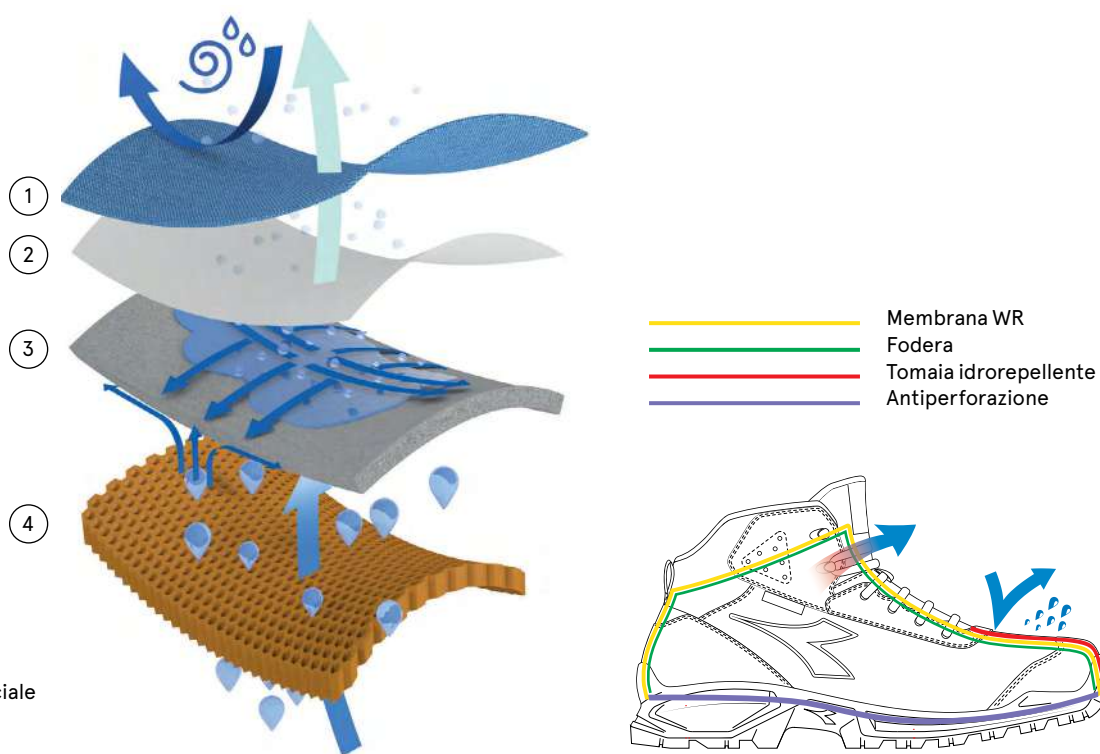 1
2
3
4
Membrana WR
Fodera
Tomaia idrorepellente
Antiperforazione